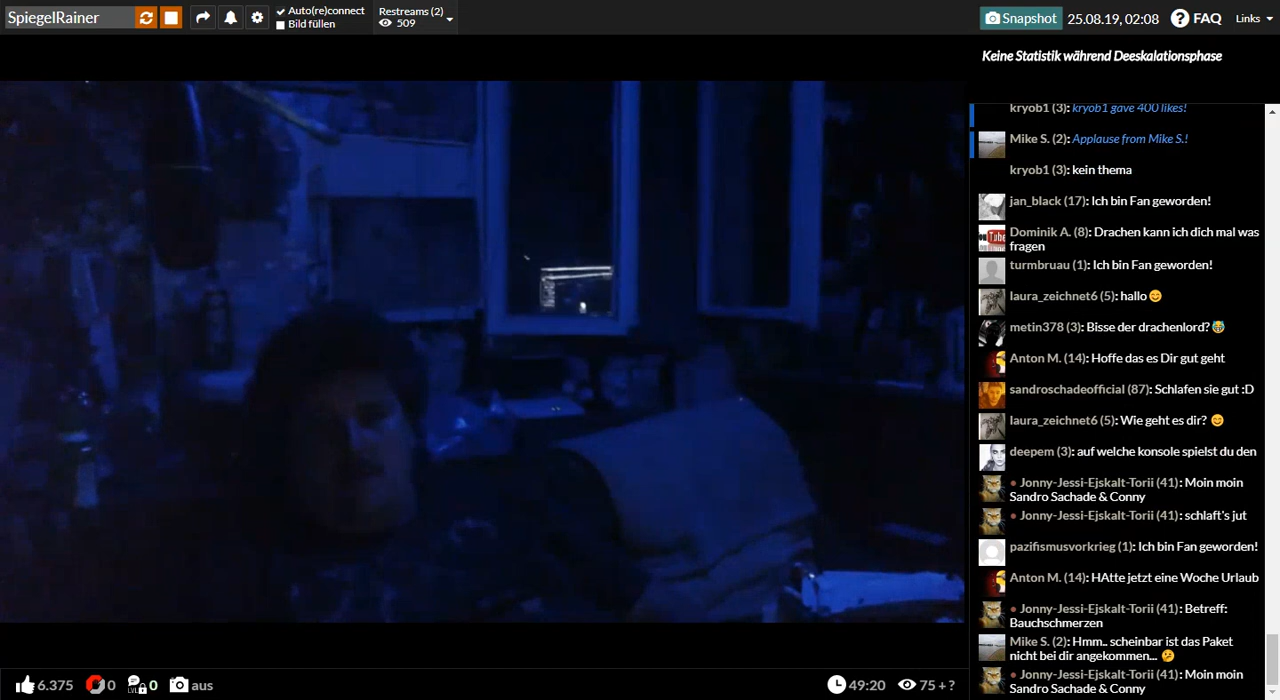 SpiegelRainer
Auto(re)connect
Bild füllen
Restreams (2)
509
Snapshot
25.08.19, 02:08
FAQ
Links
Keine Statistik während Deeskalationsphase
kryob1 (3): kryob1 gave 400 likes!
Mike S. (2): Applause from Mike S.!
kryob1 (3): kein thema
jan_black (17): Ich bin Fan geworden!
Dominik A. (8): Drachen kann ich dich mal was
fragen
turmbruau (1): Ich bin Fan geworden!
laura_zeichnet6 (5): hallo 😊
metin378 (3): Bisse der drachenlord? 😂
Anton M. (14): Hoffe das es Dir gut geht
sandroschadeofficial (87): Schlafen sie gut :D
laura_zeichnet6 (5): Wie geht es dir? 😊
deepem (3): auf welche konsole spielst du den
• Jonny-Jessi-Ejskalt-Torii (41): Moin moin
Sandro Sachade & Conny
• Jonny-Jessi-Ejskalt-Torii (41): schlaft's jut
pazifismusvorkrieg (1): Ich bin Fan geworden!
Anton M. (14): HAtte jetzt eine Woche Urlaub
• Jonny-Jessi-Ejskalt-Torii (41): Betreff:
Bauchschmerzen
Mike S. (2): Hmm.. scheinbar ist das Paket
nicht bei dir angekommen... 🤔
• Jonny-Jessi-Ejskalt-Torii (41): Moin moin
Sandro Sachade & Conny
6.375
0
LVL
0
aus
49:20
75 + ?